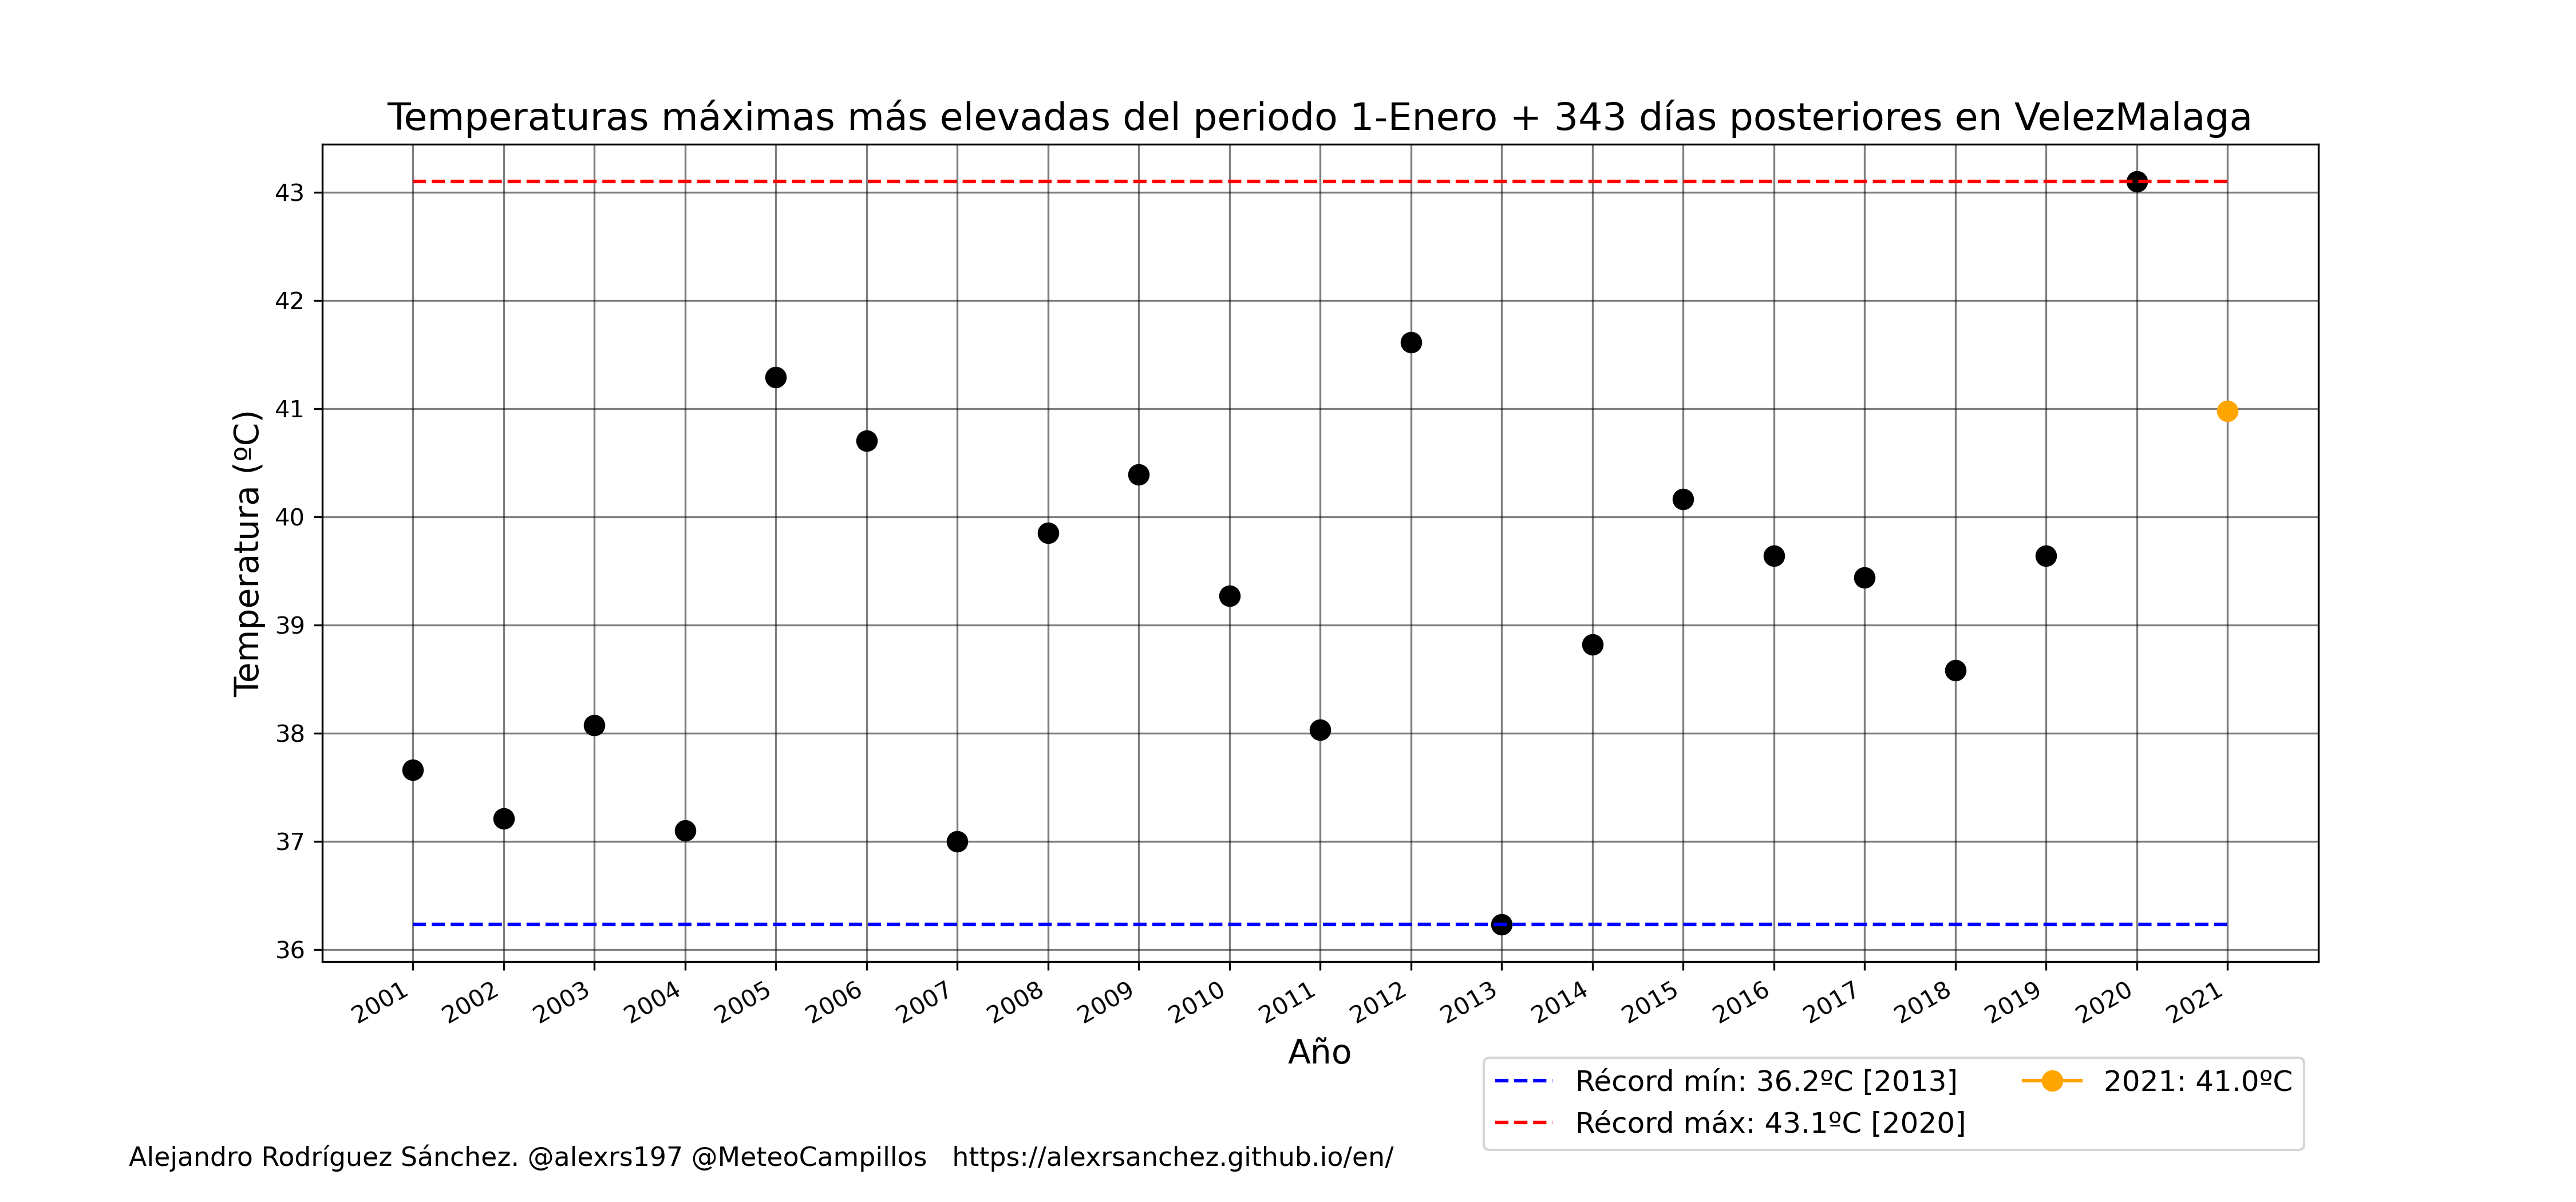 Temperaturas máximas más elevadas del periodo 1-Enero + 343 días posteriores en VelezMalaga
Temperatura (ºC)
43
42
41
40
39
38
37
36
2001 2002 2003 2004 2005 2006 2007 2008 2009 2010 2011 2012 2013 2014 2015 2016 2017 2018 2019 2020 2021
Año
Récord mín: 36.2ºC [2013]
Récord máx: 43.1ºC [2020]
2021: 41.0ºC
Alejandro Rodríguez Sánchez. @alexrs197 @MeteoCampillos https://alexrsanchez.github.io/en/